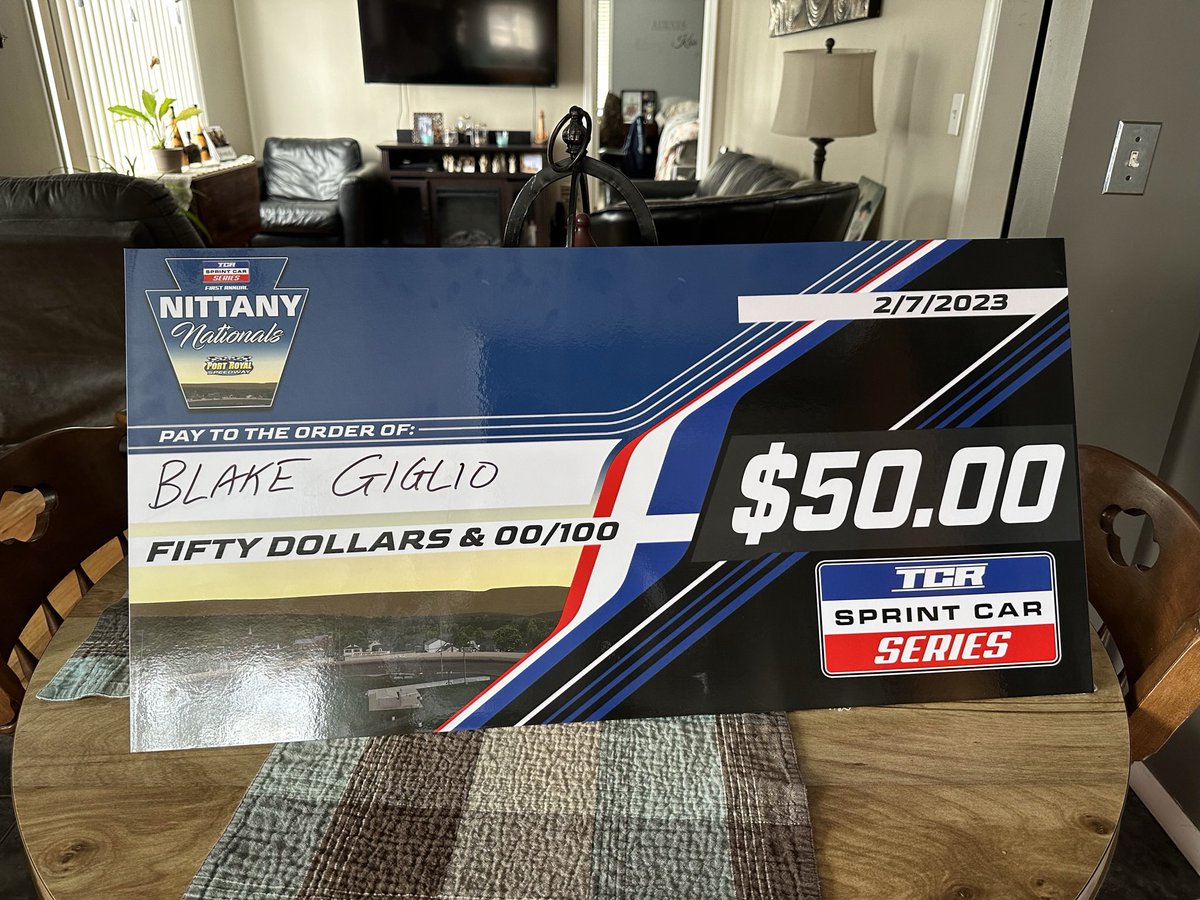 TCR
SPRINT CAR
SERIES
FIRST ANNUAL
NITTANY
Nationals
PORT ROYAL
SPEEDWAY
2/7/2023
PAY TO THE ORDER OF:
BLAKE GIGLIO
$50.00
FIFTY DOLLARS & 00/100
TCR
SPRINT CAR
SERIES